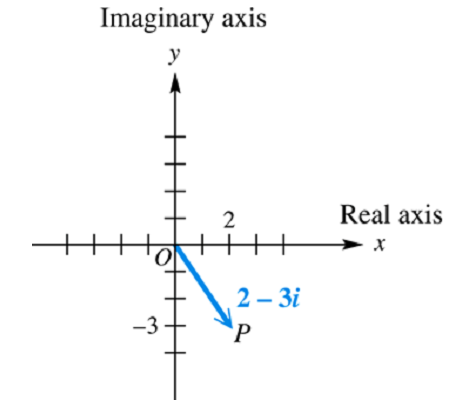 Imaginary axis
y
2
Real axis
x
O
2 – 3i
–3
P